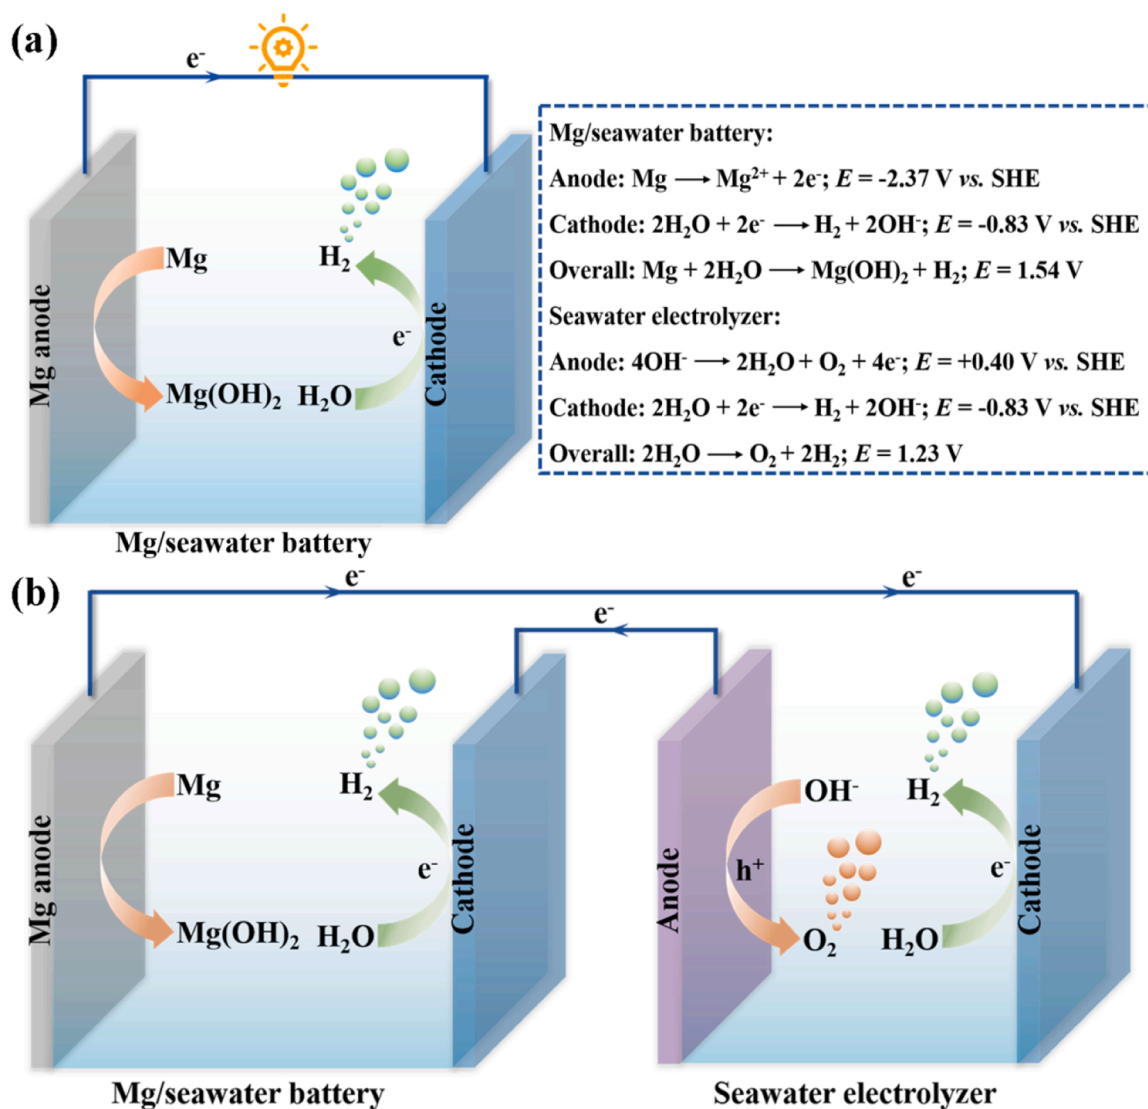 (a)
e⁻
Mg anode
Mg
Mg(OH)₂
H₂
H₂O
e⁻
Cathode
Mg/seawater battery
Mg/seawater battery:
Anode: Mg ⟶ Mg²⁺ + 2e⁻; E = -2.37 V vs. SHE
Cathode: 2H₂O + 2e⁻ ⟶ H₂ + 2OH⁻; E = -0.83 V vs. SHE
Overall: Mg + 2H₂O ⟶ Mg(OH)₂ + H₂; E = 1.54 V
Seawater electrolyzer:
Anode: 4OH⁻ ⟶ 2H₂O + O₂ + 4e⁻; E = +0.40 V vs. SHE
Cathode: 2H₂O + 2e⁻ ⟶ H₂ + 2OH⁻; E = -0.83 V vs. SHE
Overall: 2H₂O ⟶ O₂ + 2H₂; E = 1.23 V
(b)
e⁻
e⁻
e⁻
Mg anode
Mg
Mg(OH)₂
H₂
H₂O
e⁻
Cathode
Mg/seawater battery
Anode
OH⁻
h⁺
O₂
H₂
H₂O
e⁻
Cathode
Seawater electrolyzer